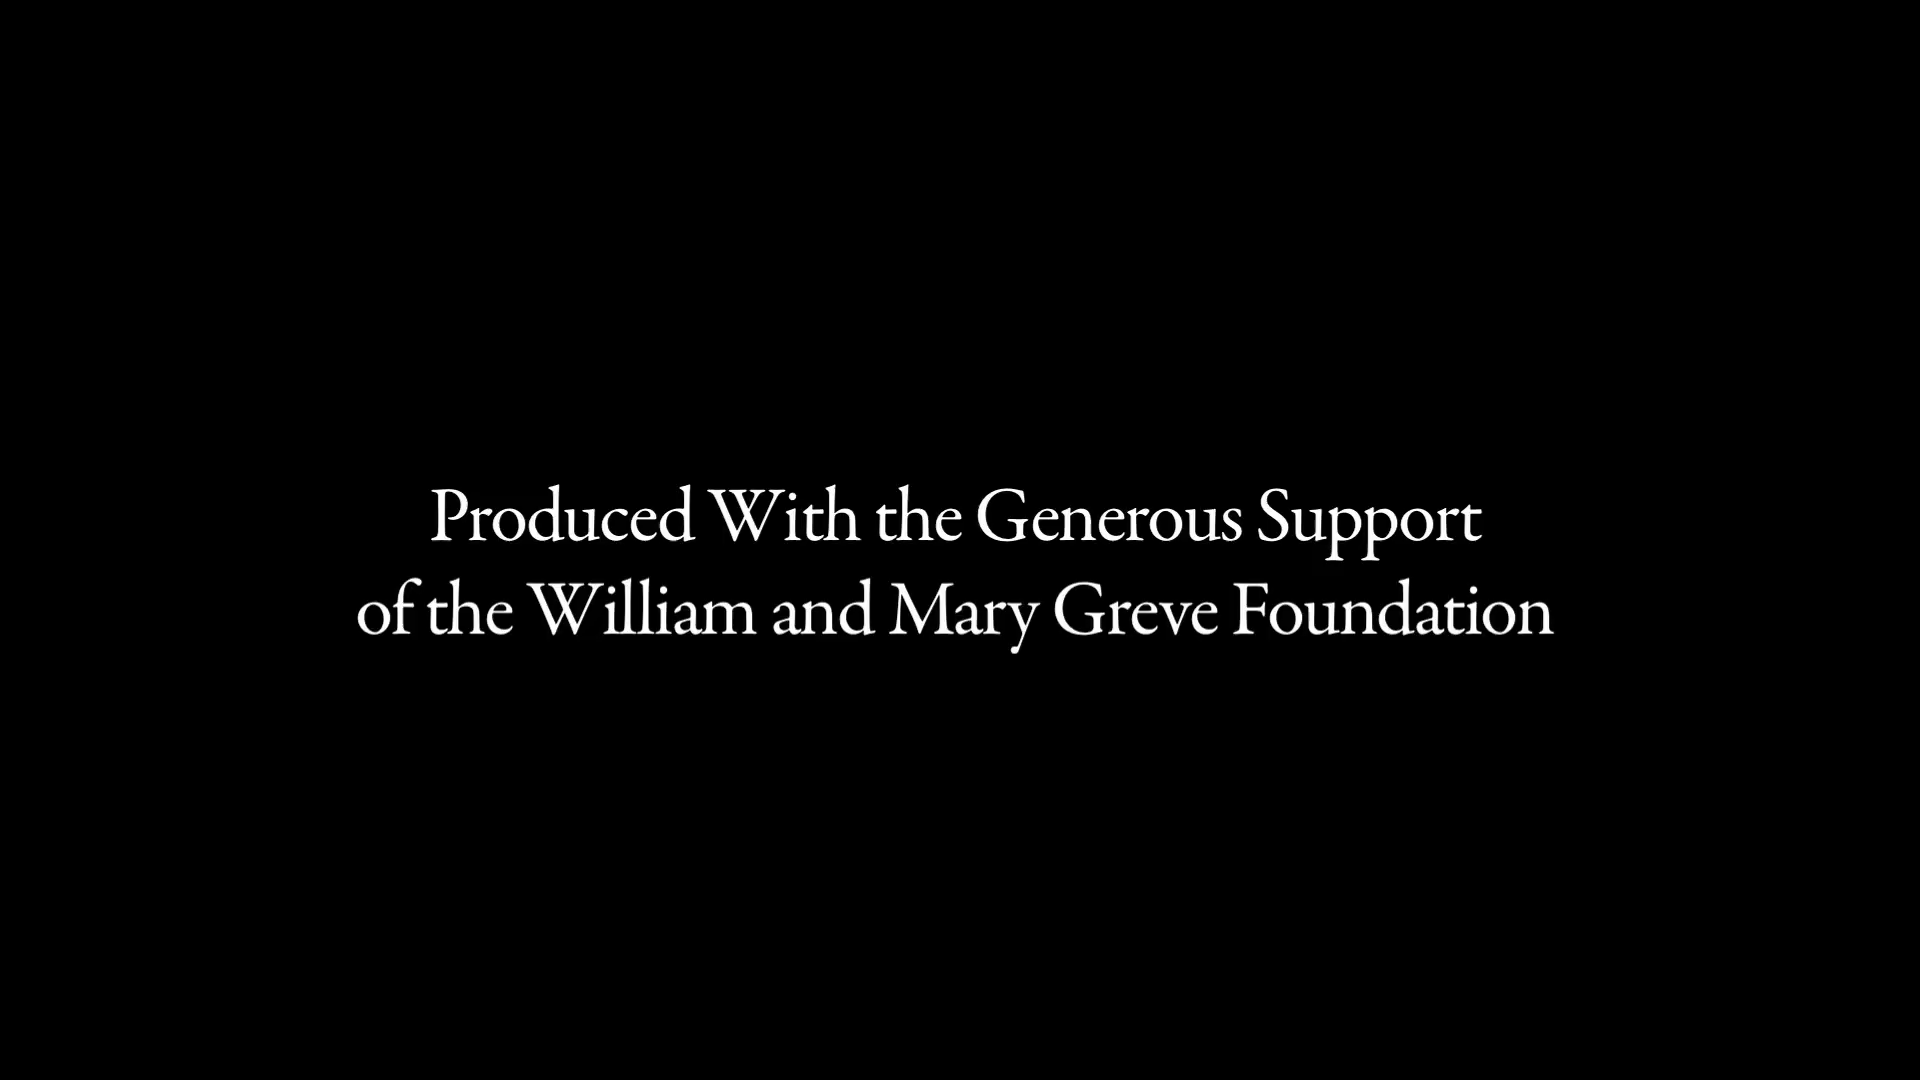 Produced With the Generous Support
of the William and Mary Greve Foundation